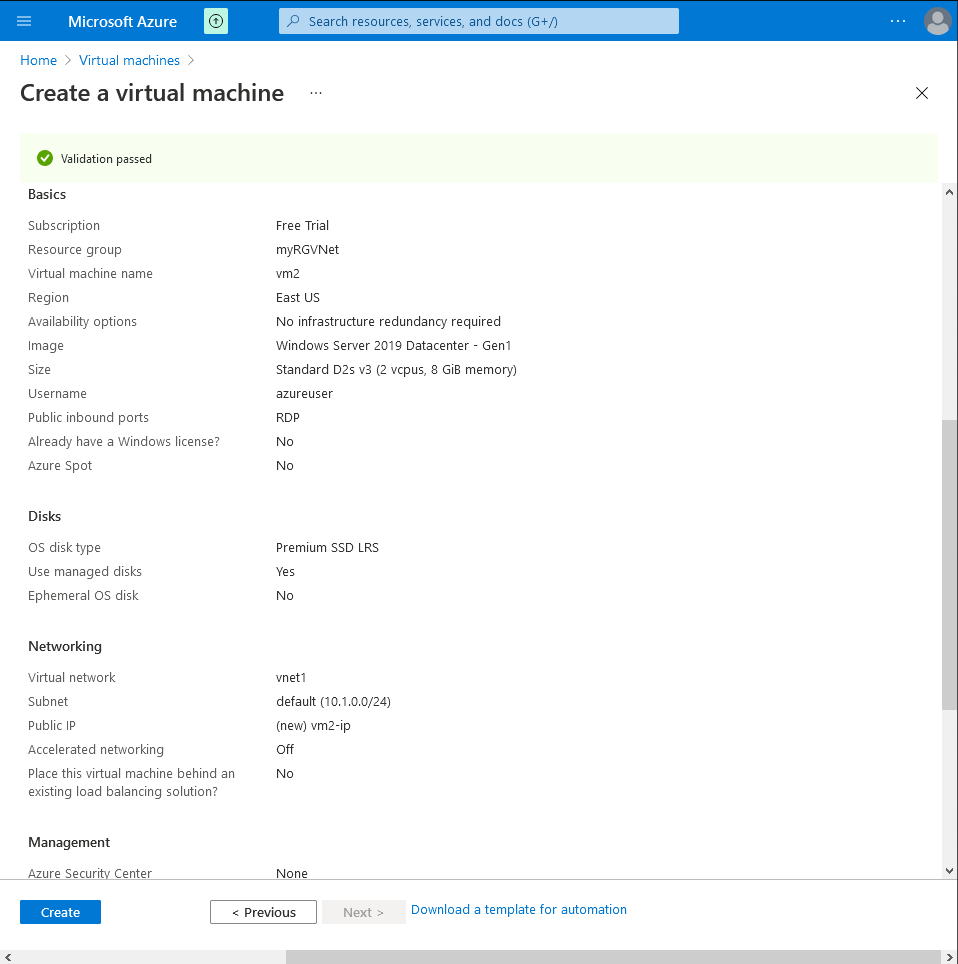 Microsoft Azure
Search resources, services, and docs (G+/)
Home > Virtual machines >
Create a virtual machine ...
Validation passed
Basics
Subscription Free Trial
Resource group myRGVNet
Virtual machine name vm2
Region East US
Availability options No infrastructure redundancy required
Image Windows Server 2019 Datacenter - Gen1
Size Standard D2s v3 (2 vcpus, 8 GiB memory)
Username azureuser
Public inbound ports RDP
Already have a Windows license? No
Azure Spot No
Disks
OS disk type Premium SSD LRS
Use managed disks Yes
Ephemeral OS disk No
Networking
Virtual network vnet1
Subnet default (10.1.0.0/24)
Public IP (new) vm2-ip
Accelerated networking Off
Place this virtual machine behind an No
existing load balancing solution?
Management
Azure Security Center None
Create < Previous Next > Download a template for automation